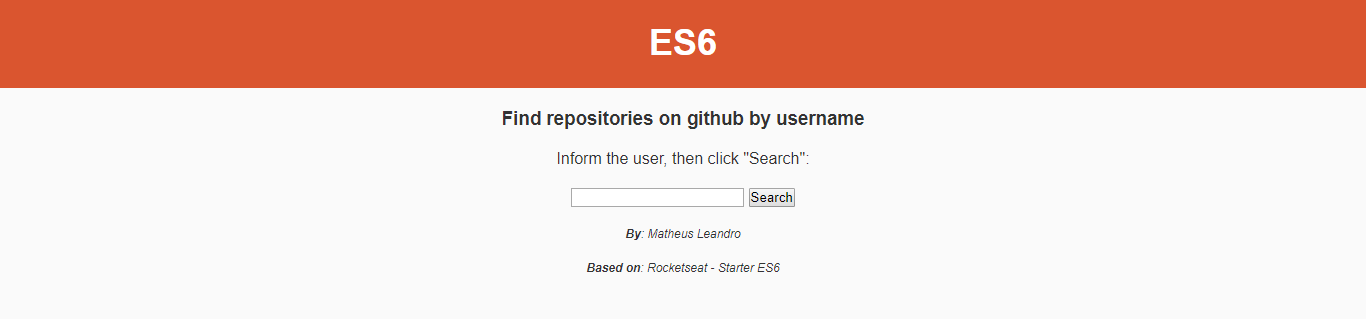 ES6
Find repositories on github by username
Inform the user, then click "Search":
Search
By: Matheus Leandro
Based on: Rocketseat - Starter ES6